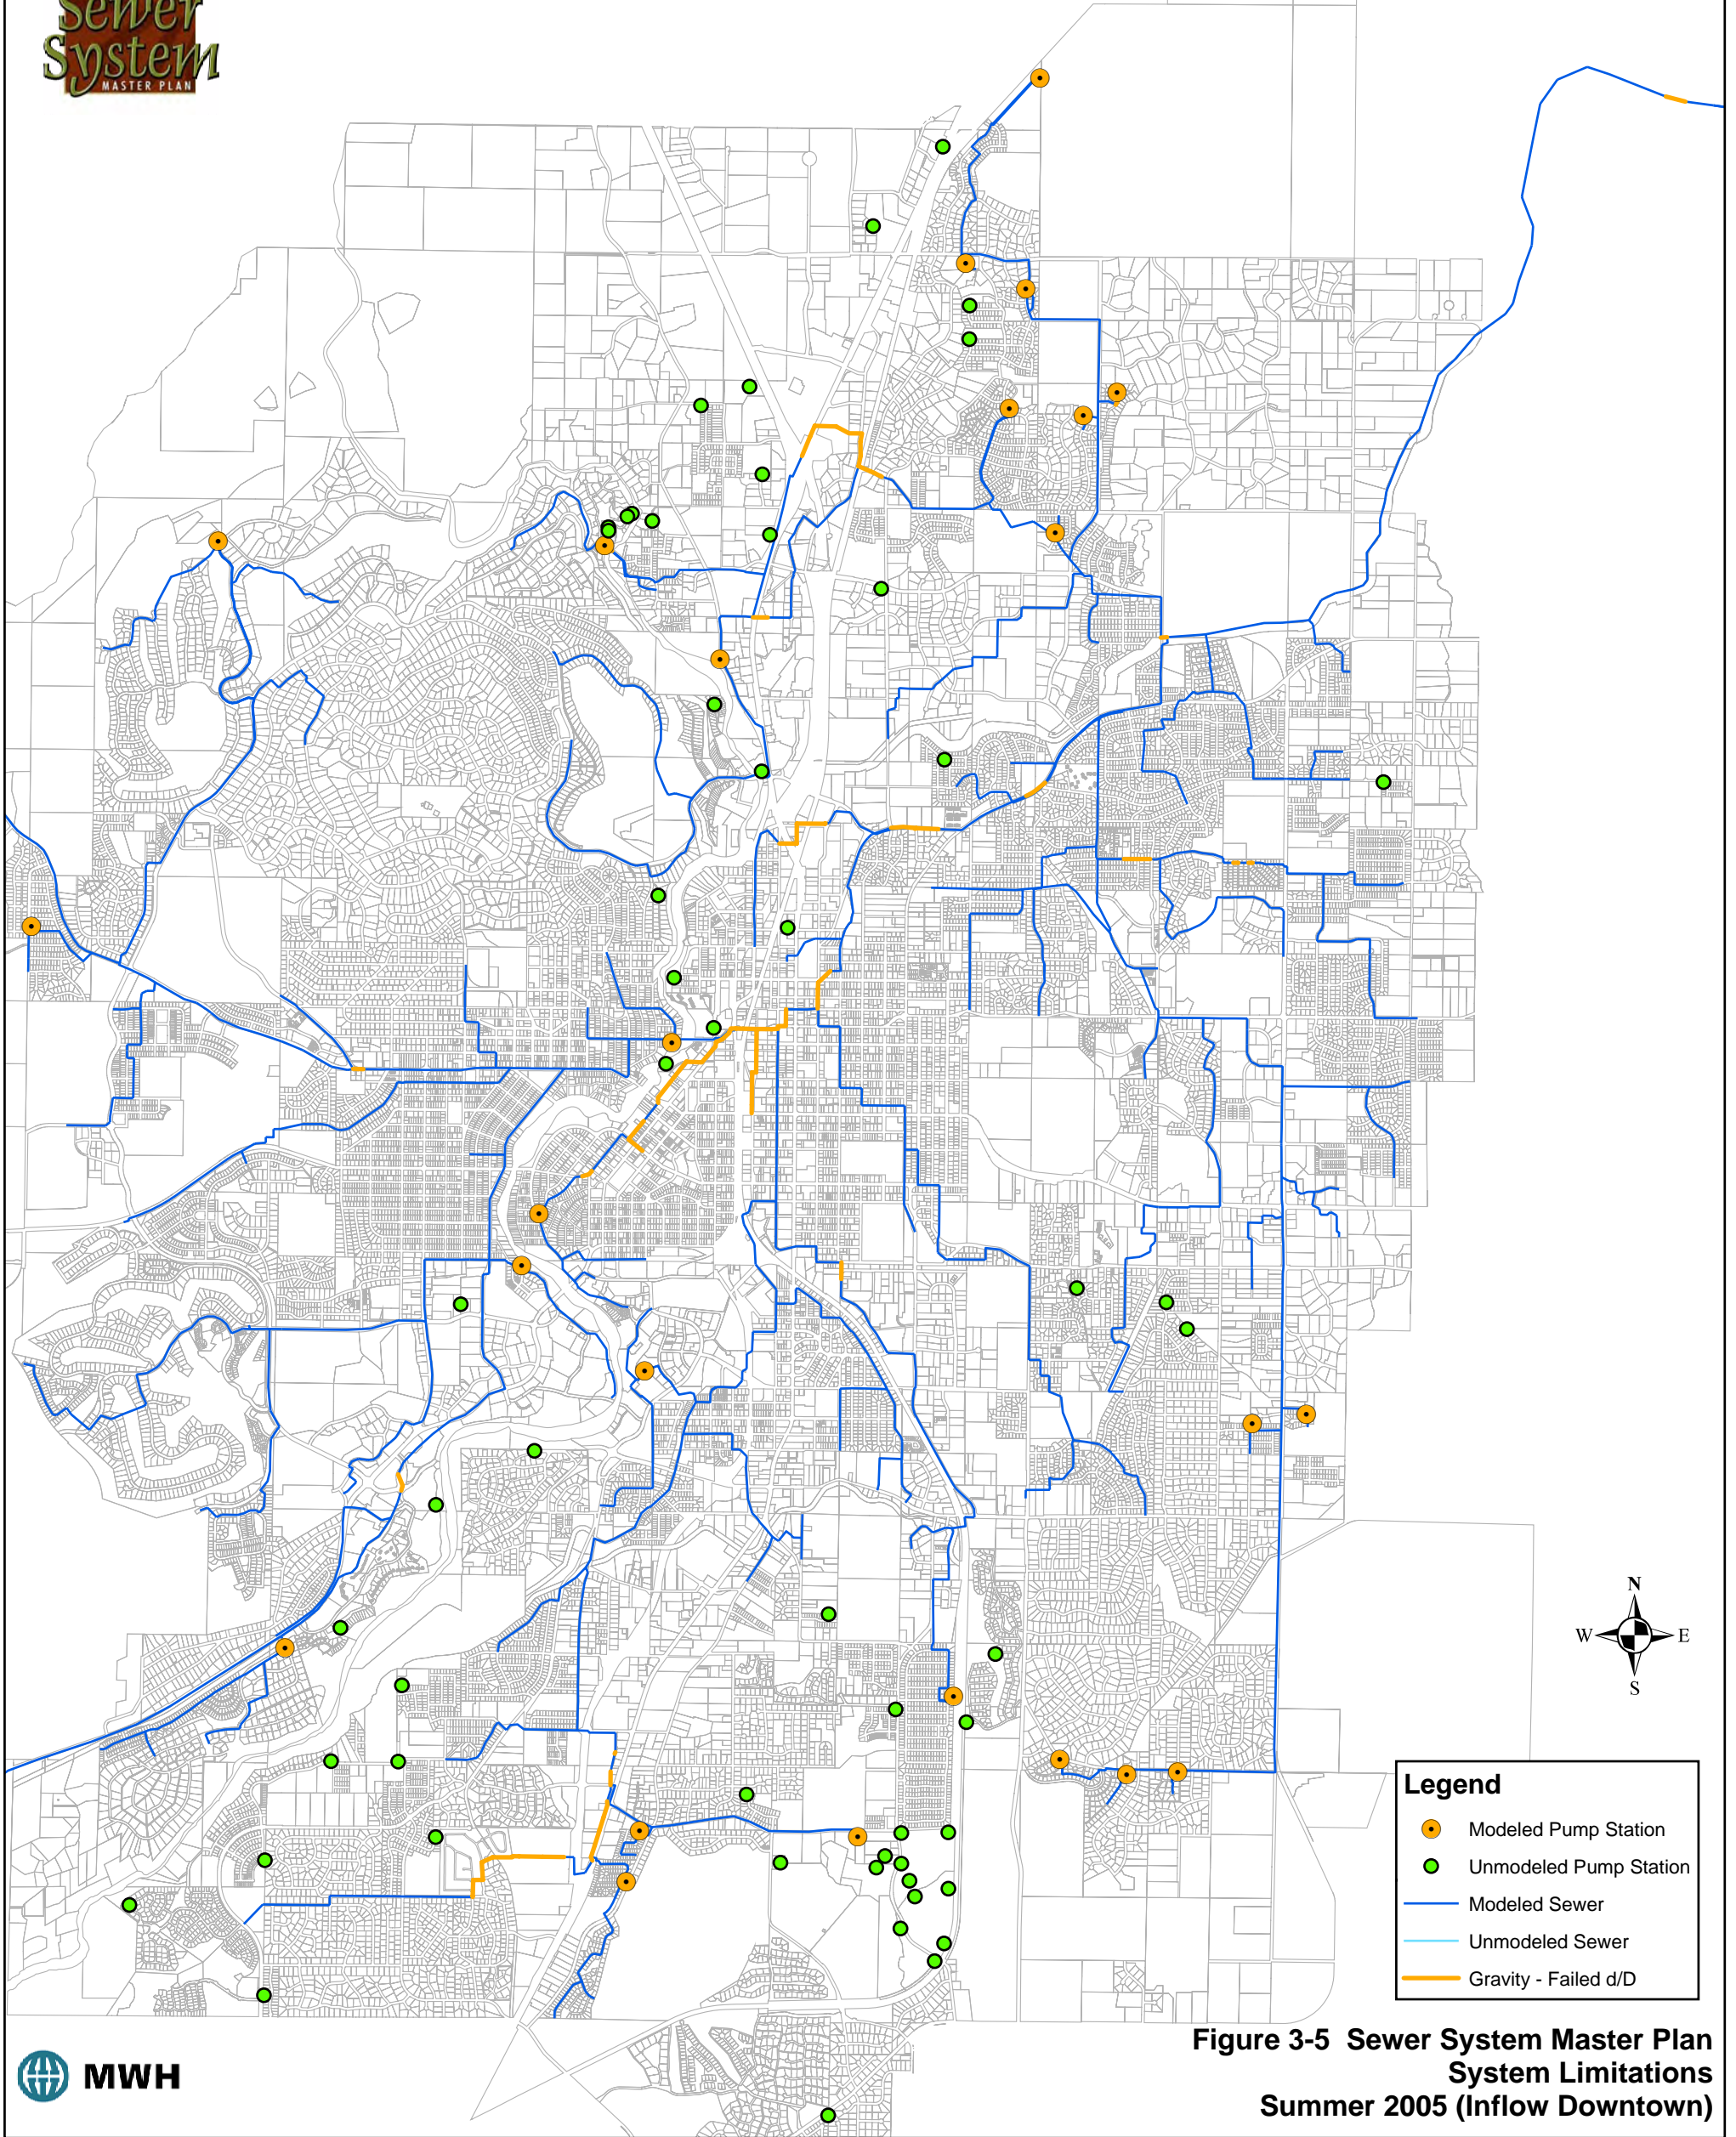 Sewer
System
MASTER PLAN
N
W E
S
Legend
Modeled Pump Station
Unmodeled Pump Station
Modeled Sewer
Unmodeled Sewer
Gravity - Failed d/D
Figure 3-5 Sewer System Master Plan
System Limitations
Summer 2005 (Inflow Downtown)
MWH